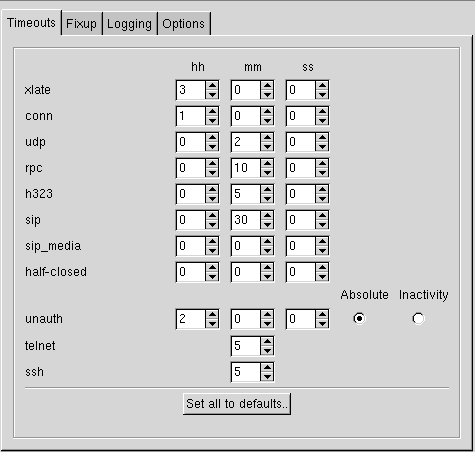 Timeouts Fixup Logging Options
hh mm ss
xlate 3 0 0
conn 1 0 0
udp 0 2 0
rpc 0 10 0
h323 0 5 0
sip 0 30 0
sip_media 0 0 0
half-closed 0 0 0
Absolute Inactivity
unauth 2 0 0
telnet 5
ssh 5
Set all to defaults..